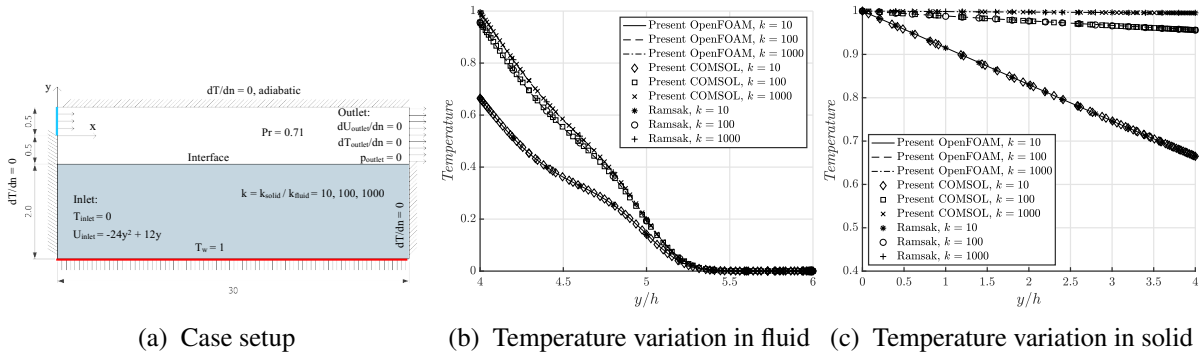 y
dT/dn = 0, adiabatic
0.5
x
Pr = 0.71
Outlet:
dU_outlet/dn = 0
dT_outlet/dn = 0
p_outlet = 0
0.5
Interface
dT/dn = 0
k = k_solid / k_fluid = 10, 100, 1000
2.0
Inlet:
T_inlet = 0
U_inlet = -24y² + 12y
T_w = 1
dT/dn = 0
30
(a) Case setup
Temperature
1
0.8
0.6
0.4
0.2
0
4
4.5
5
5.5
6
y/h
Present OpenFOAM, k = 10
Present OpenFOAM, k = 100
Present OpenFOAM, k = 1000
Present COMSOL, k = 10
Present COMSOL, k = 100
Present COMSOL, k = 1000
Ramsak, k = 10
Ramsak, k = 100
Ramsak, k = 1000
(b) Temperature variation in fluid
Temperature
1
0.9
0.8
0.7
0.6
0.5
0.4
0
0.5
1
1.5
2
2.5
3
3.5
4
y/h
Present OpenFOAM, k = 10
Present OpenFOAM, k = 100
Present OpenFOAM, k = 1000
Present COMSOL, k = 10
Present COMSOL, k = 100
Present COMSOL, k = 1000
Ramsak, k = 10
Ramsak, k = 100
Ramsak, k = 1000
(c) Temperature variation in solid